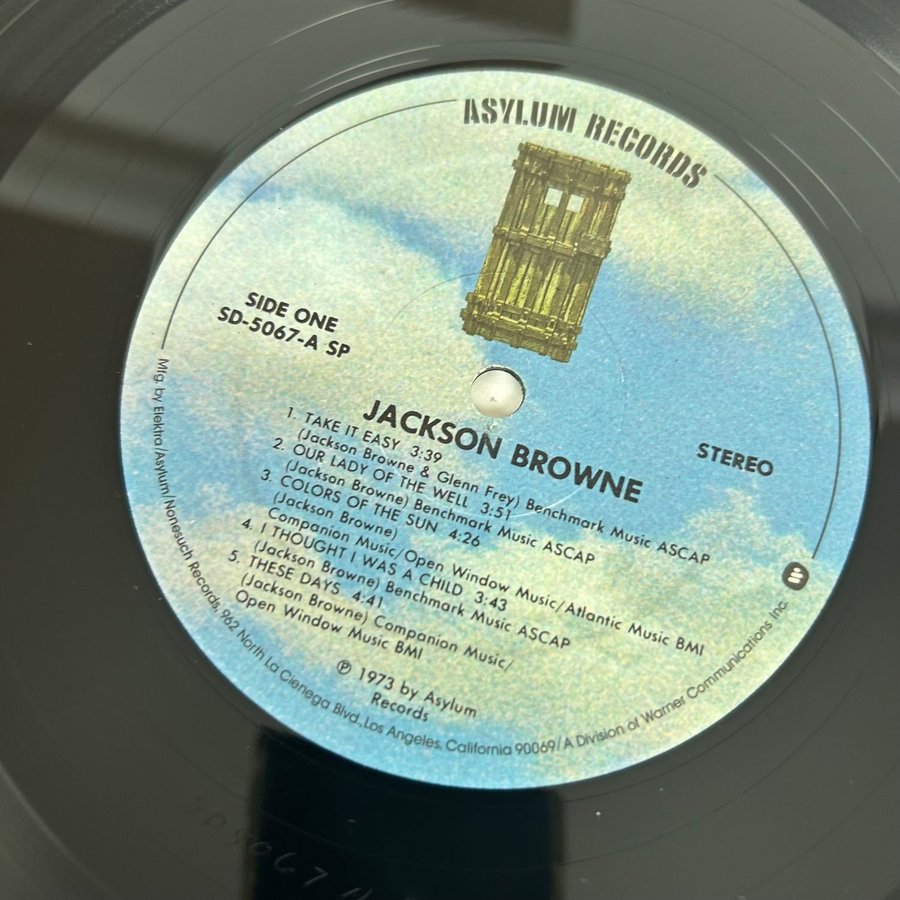 ASYLUM RECORDS
SIDE ONE
SD-5067-A SP
STEREO
JACKSON BROWNE
1. TAKE IT EASY 3:39
(Jackson Browne & Glenn Frey) Benchmark Music ASCAP
2. OUR LADY OF THE WELL 3:51
(Jackson Browne) Benchmark Music ASCAP
3. COLORS OF THE SUN 4:26
(Jackson Browne)
Companion Music/Open Window Music/Atlantic Music BMI
4. I THOUGHT I WAS A CHILD 3:43
(Jackson Browne) Benchmark Music ASCAP
5. THESE DAYS 4:41
(Jackson Browne) Companion Music/
Open Window Music BMI
℗ 1973 by Asylum
Records
Mfg. by Elektra/Asylum/Nonesuch Records, 962 North La Cienega Blvd., Los Angeles, California 90069/A Division of Warner Communications Inc.